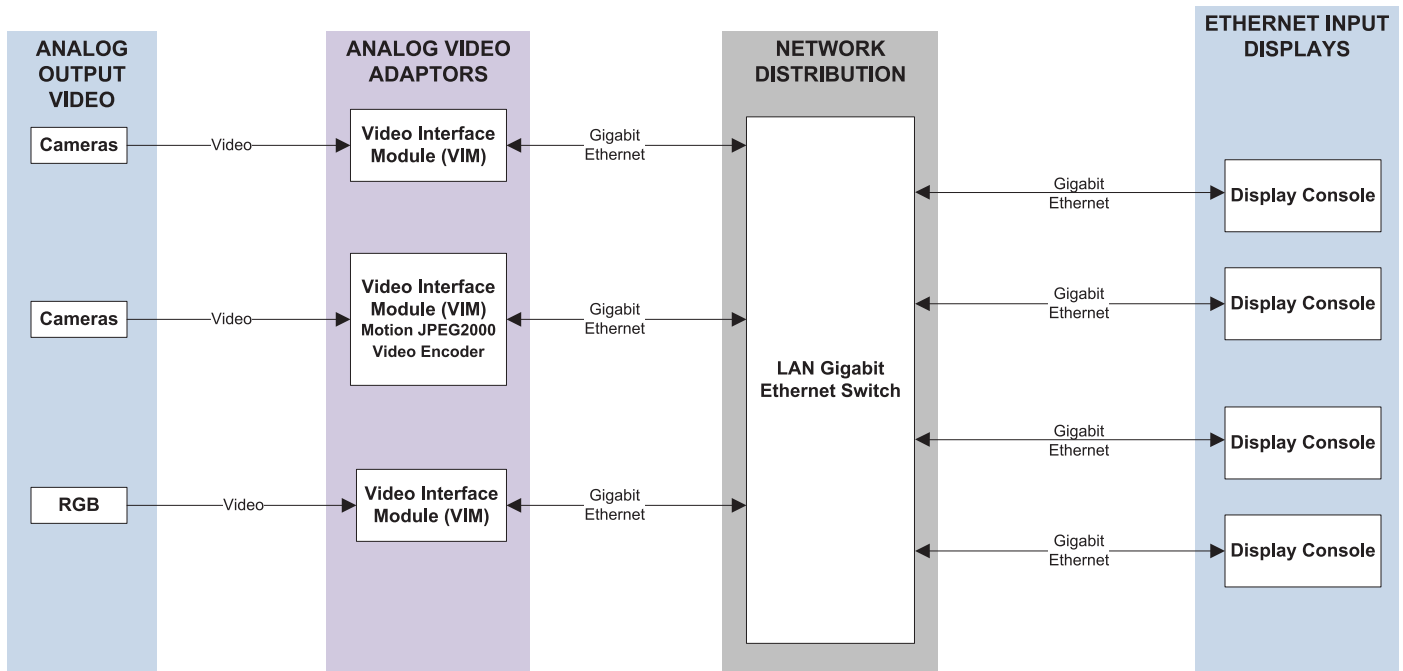 ANALOG
OUTPUT
VIDEO
Cameras
Cameras
RGB
Video
Video
Video
ANALOG VIDEO
ADAPTORS
Video Interface
Module (VIM)
Video Interface
Module (VIM)
Motion JPEG2000
Video Encoder
Video Interface
Module (VIM)
Gigabit
Ethernet
Gigabit
Ethernet
Gigabit
Ethernet
NETWORK
DISTRIBUTION
LAN Gigabit
Ethernet Switch
Gigabit
Ethernet
Gigabit
Ethernet
Gigabit
Ethernet
Gigabit
Ethernet
ETHERNET INPUT
DISPLAYS
Display Console
Display Console
Display Console
Display Console